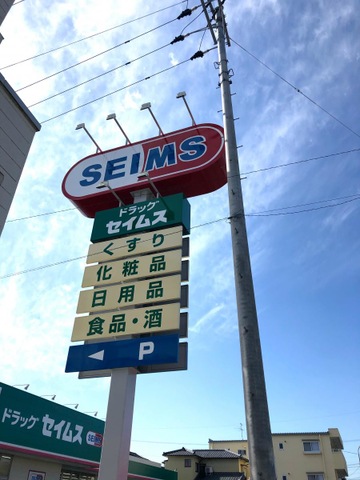 SEIMS
ドラッグ
セイムス
くすり
化粧品
日用品
食品・酒
P
ドラッグ セイムス